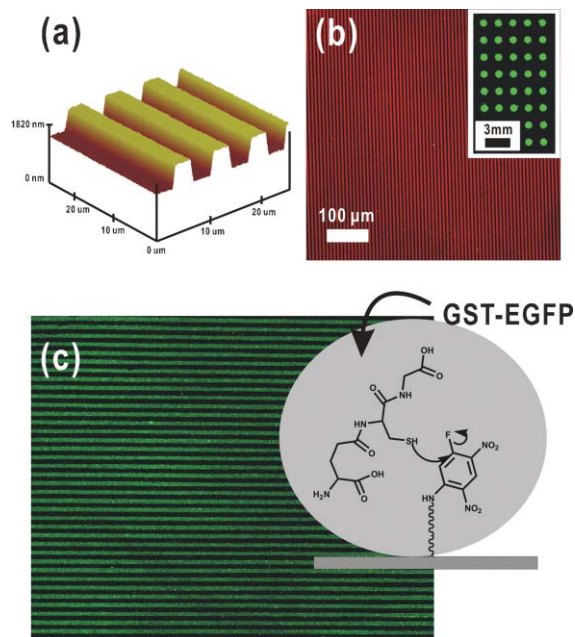 (a)
1820 nm
0 nm
20 um
10 um
0 um
10 um
20 um
(b)
3mm
100 µm
(c)
GST-EGFP
OH
O
O
NH
NH
O
SH
F
NO₂
OH
O
H₂N
HN
NO₂